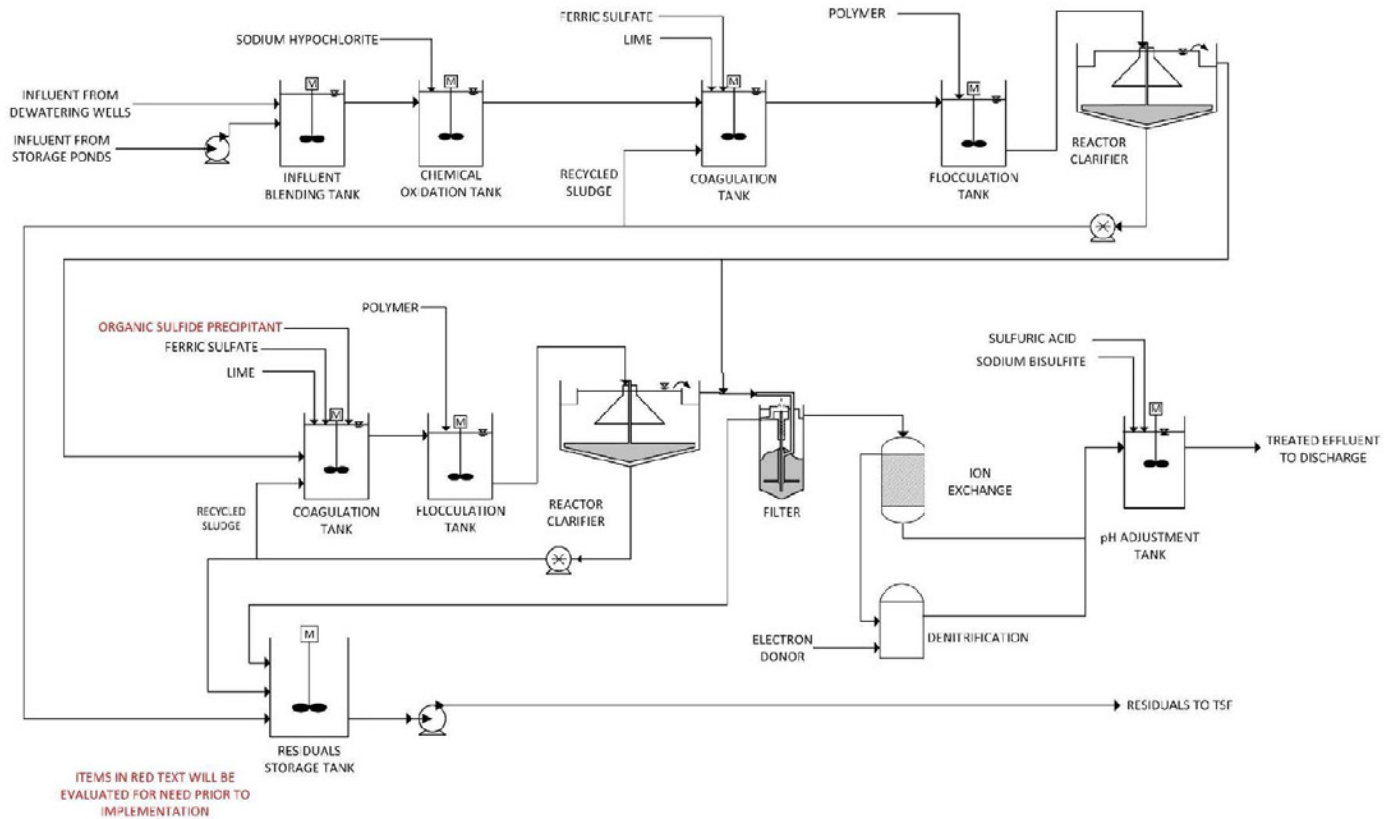 FERRIC SULFATE
LIME
POLYMER
SODIUM HYPOCHLORITE
M
M
M
M
INFLUENT FROM
DEWATERING WELLS
INFLUENT FROM
STORAGE PONDS
INFLUENT
BLENDING TANK
CHEMICAL
OXIDATION TANK
RECYCLED
SLUDGE
COAGULATION
TANK
FLOCCULATION
TANK
REACTOR
CLARIFIER
POLYMER
ORGANIC SULFIDE PRECIPITANT
FERRIC SULFATE
LIME
SULFURIC ACID
SODIUM BISULFITE
M
M
M
RECYCLED
SLUDGE
COAGULATION
TANK
FLOCCULATION
TANK
REACTOR
CLARIFIER
FILTER
ION
EXCHANGE
pH ADJUSTMENT
TANK
TREATED EFFLUENT
TO DISCHARGE
M
ELECTRON
DONOR
DENITRIFICATION
RESIDUALS
STORAGE TANK
RESIDUALS TO TSF
ITEMS IN RED TEXT WILL BE
EVALUATED FOR NEED PRIOR TO
IMPLEMENTATION